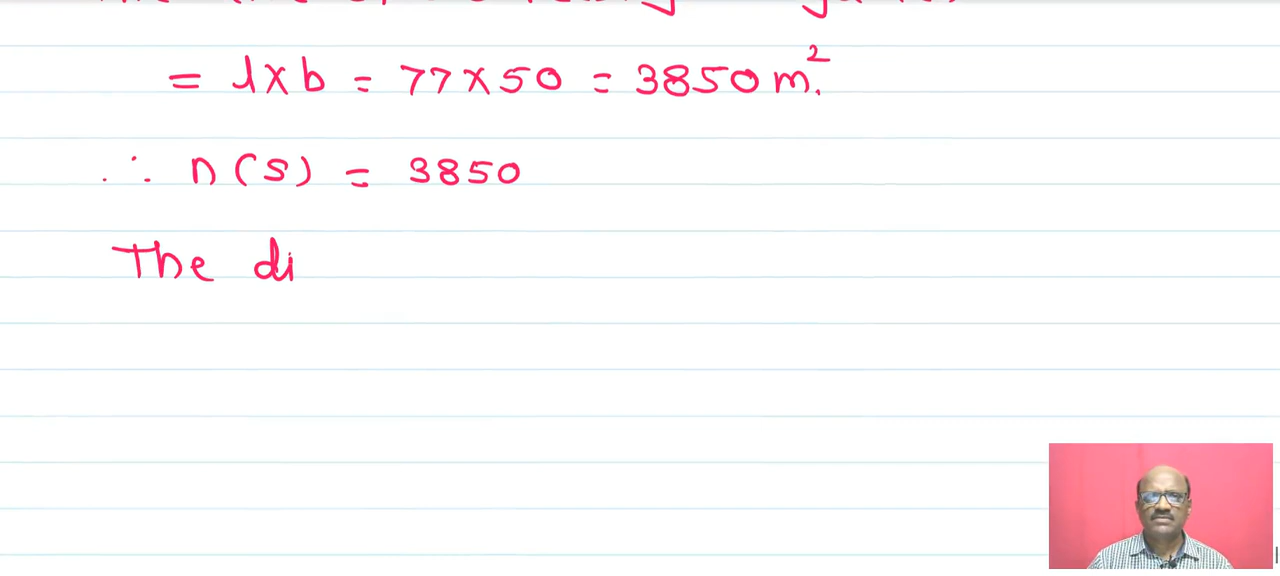 = l x b = 77 x 50 = 3850 m².
∴ n(S) = 3850
The di